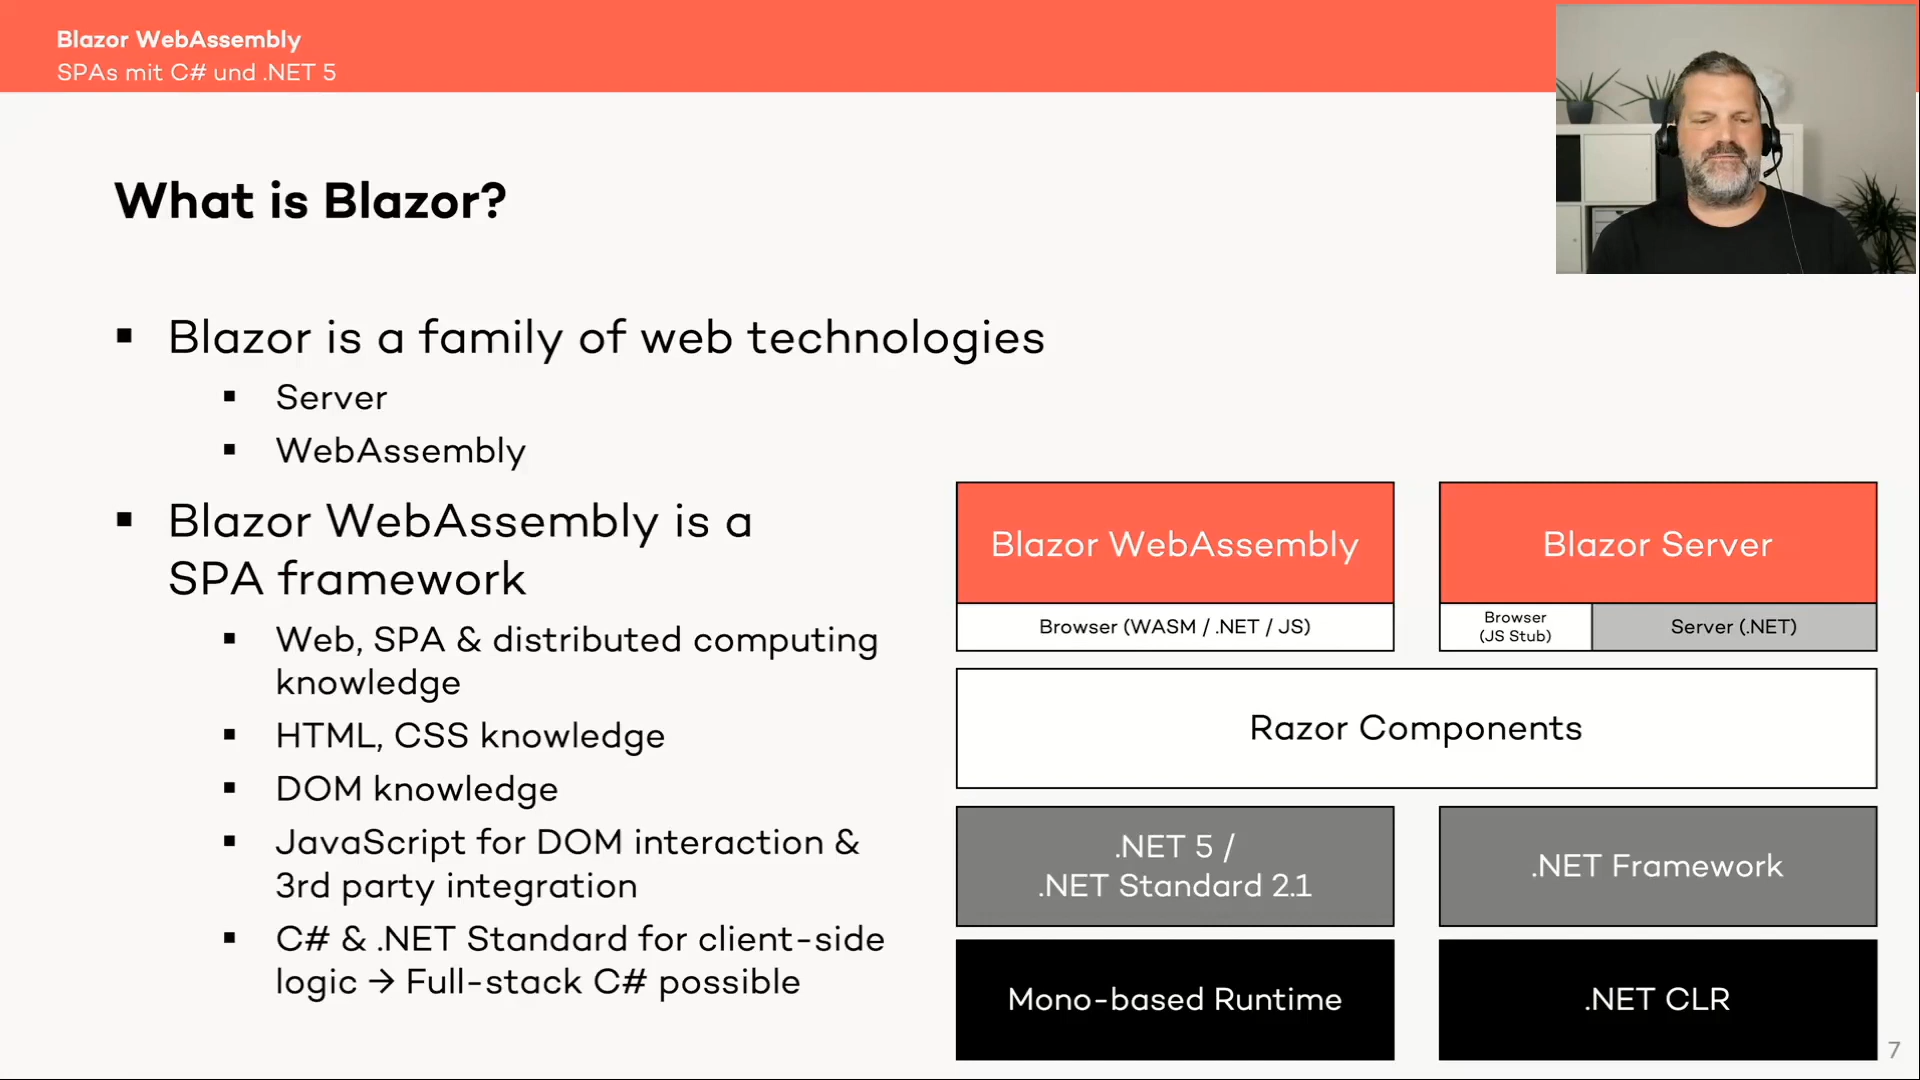 Blazor WebAssembly
SPAs mit C# und .NET 5
What is Blazor?
▪ Blazor is a family of web technologies
▪ Server
▪ WebAssembly
▪ Blazor WebAssembly is a
SPA framework
▪ Web, SPA & distributed computing
knowledge
▪ HTML, CSS knowledge
▪ DOM knowledge
▪ JavaScript for DOM interaction &
3rd party integration
▪ C# & .NET Standard for client-side
logic → Full-stack C# possible
Blazor WebAssembly
Browser (WASM / .NET / JS)
Blazor Server
Browser
(JS Stub)
Server (.NET)
Razor Components
.NET 5 /
.NET Standard 2.1
.NET Framework
Mono-based Runtime
.NET CLR
7